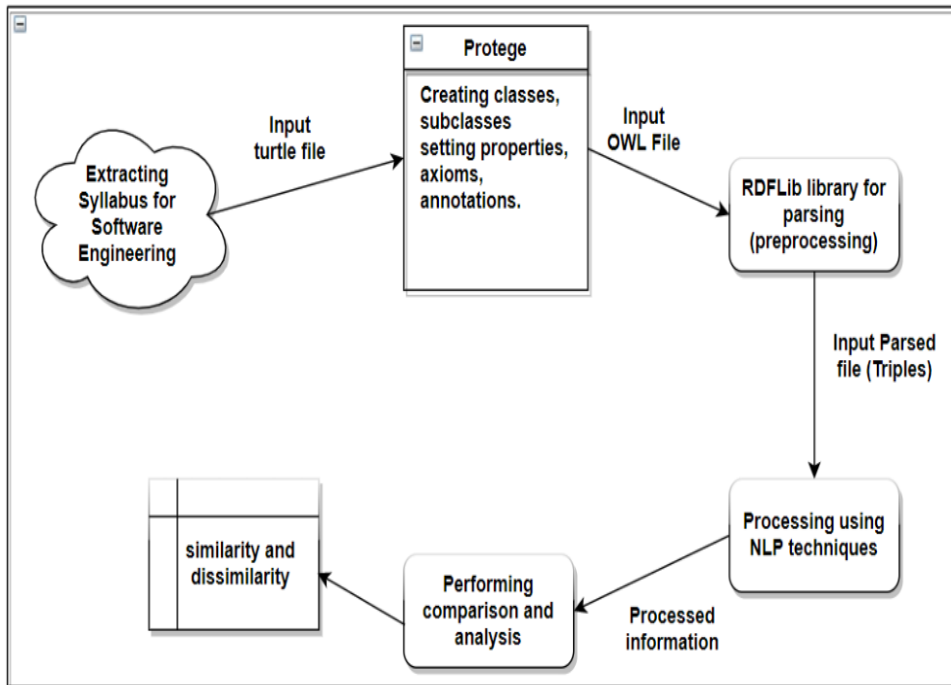 Extracting
Syllabus for
Software
Engineering
Input
turtle file
Protege
Creating classes,
subclasses
setting properties,
axioms,
annotations.
Input
OWL File
RDFLib library for
parsing
(preprocessing)
Input Parsed
file (Triples)
Processing using
NLP techniques
Processed
information
Performing
comparison and
analysis
similarity and
dissimilarity